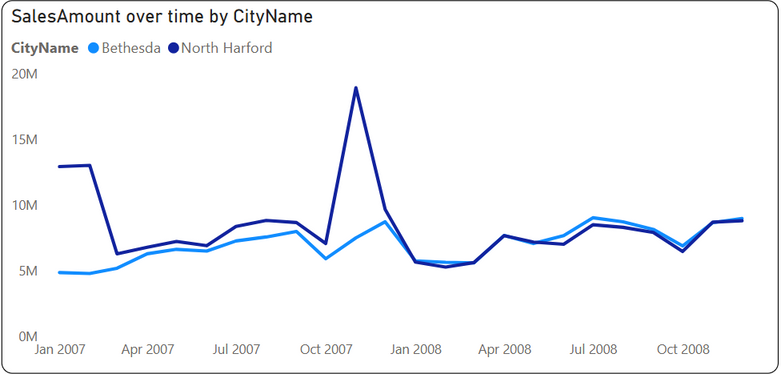 SalesAmount over time by CityName
CityName Bethesda North Harford
20M
15M
10M
5M
0M
Jan 2007 Apr 2007 Jul 2007 Oct 2007 Jan 2008 Apr 2008 Jul 2008 Oct 2008